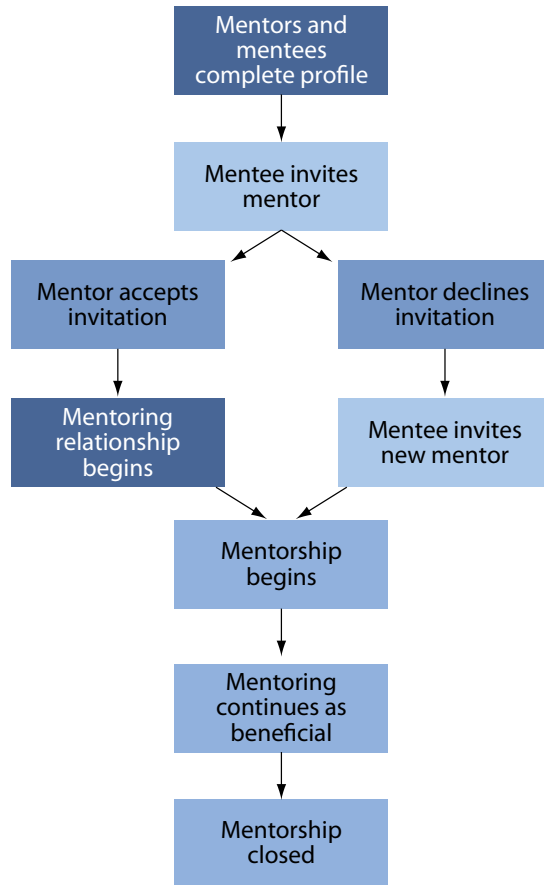 Mentors and
mentees
complete profile
Mentee invites
mentor
Mentor accepts
invitation
Mentor declines
invitation
Mentoring
relationship
begins
Mentee invites
new mentor
Mentorship
begins
Mentoring
continues as
beneficial
Mentorship
closed